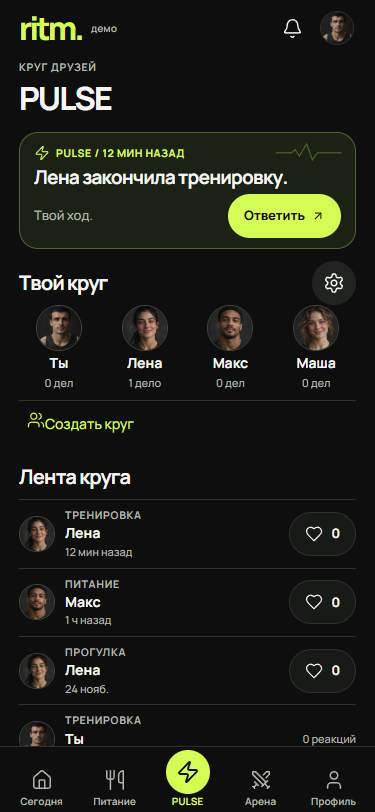 ritm. демо
КРУГ ДРУЗЕЙ
PULSE
PULSE / 12 МИН НАЗАД
Лена закончила тренировку.
Твой ход.
Ответить
Твой круг
Ты Лена Макс Маша
0 дел 1 дело 0 дел 0 дел
Создать круг
Лента круга
ТРЕНИРОВКА
Лена
12 мин назад
0
ПИТАНИЕ
Макс
1 ч назад
0
ПРОГУЛКА
Лена
24 нояб.
0
ТРЕНИРОВКА
Ты
0 реакций
Сегодня Питание PULSE Арена Профиль